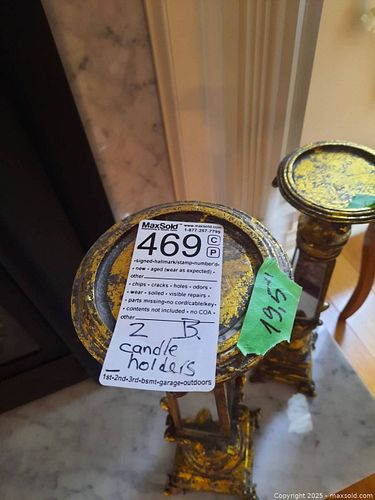 MaxSold www.maxsold.com
1-877-257-7799
469 C
P
-signed-hallmark/stamp-number'd-
- new - aged (wear as expected) -
other
- chips - cracks - holes - odors -
- wear - soiled - visible repairs -
- parts missing-no cord/cable/key-
- contents not included - no COA -
other
2 B.
candle
holders
1st-2nd-3rd-bsmt-garage-outdoors
19,5"
Copyright © 2025 - maxsold.com